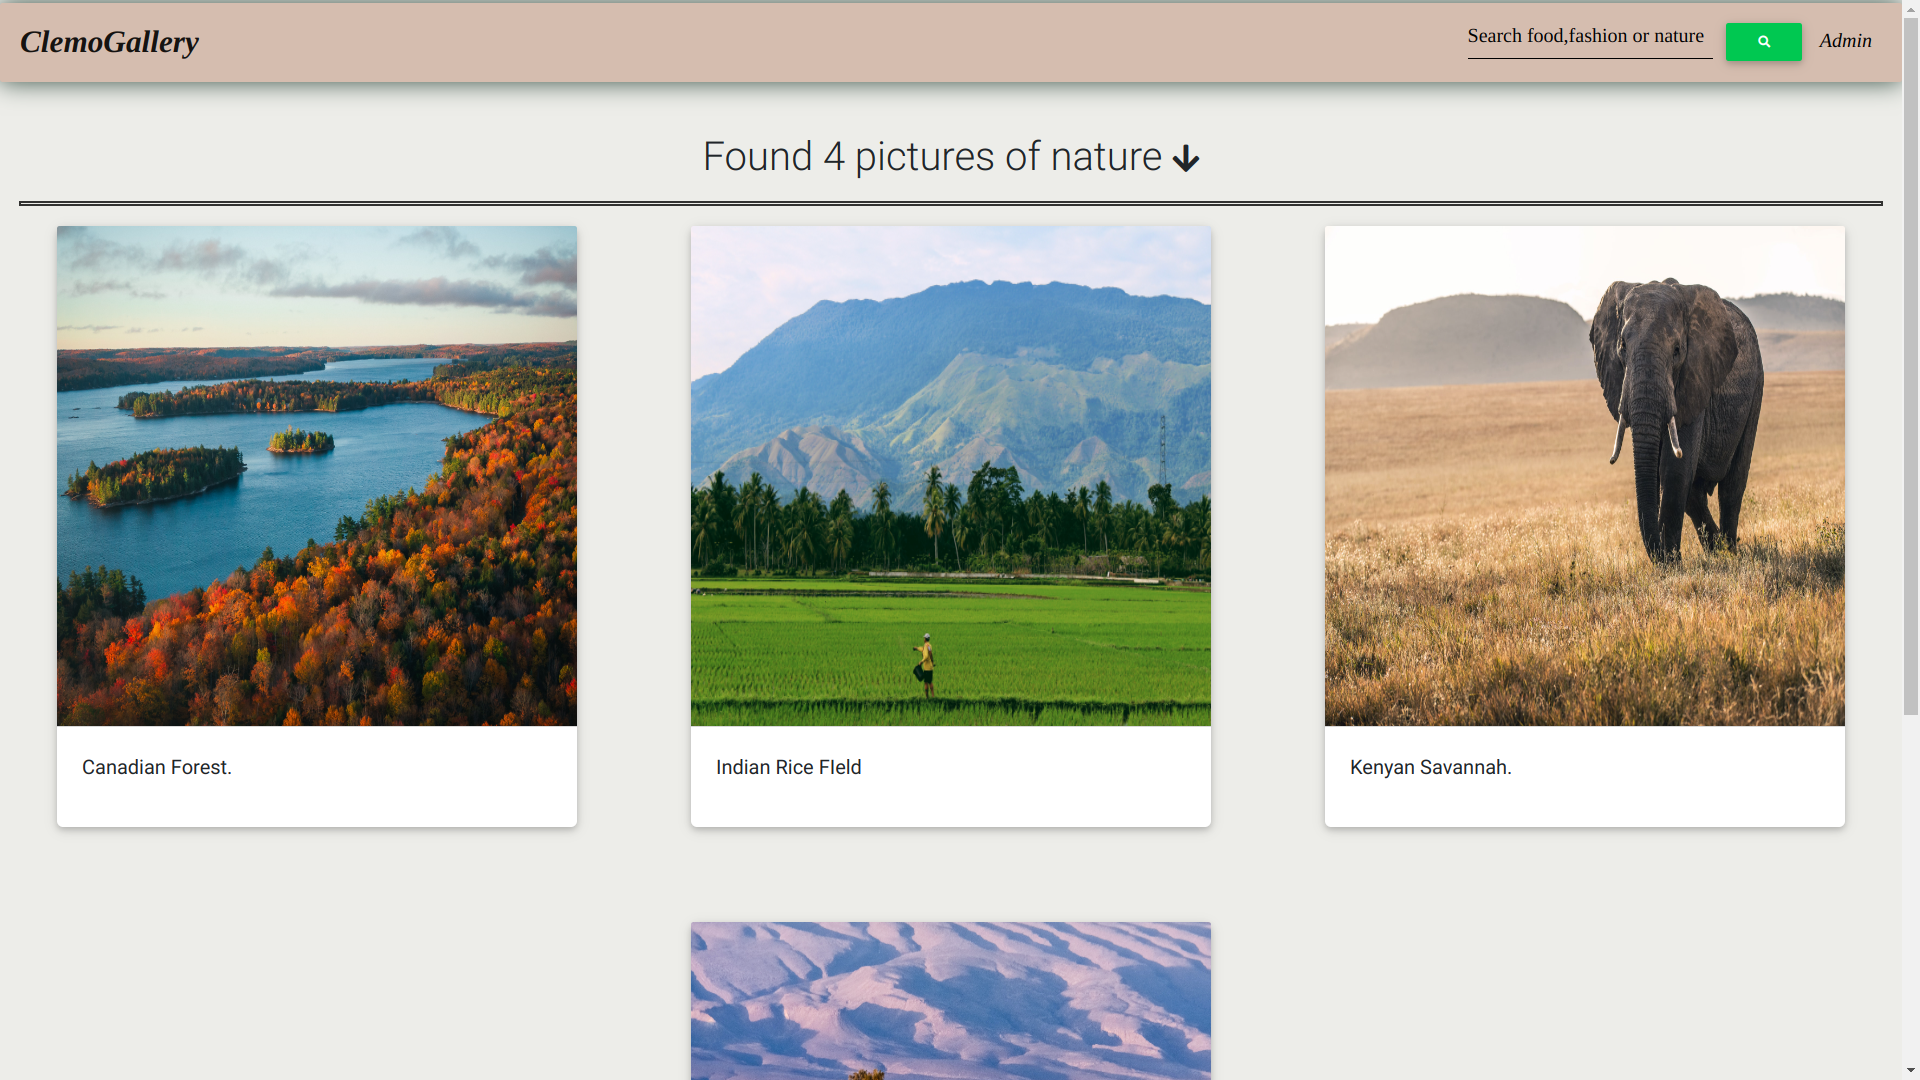 ClemoGallery
Search food,fashion or nature
Admin
Found 4 pictures of nature
Canadian Forest.
Indian Rice FIeld
Kenyan Savannah.